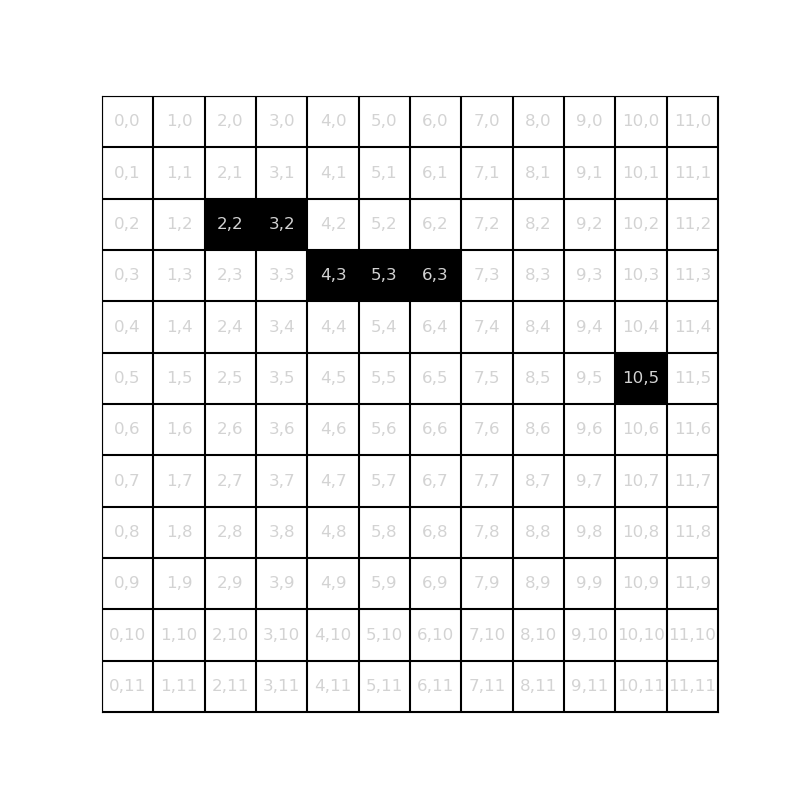 0,0 1,0 2,0 3,0 4,0 5,0 6,0 7,0 8,0 9,0 10,0 11,0
0,1 1,1 2,1 3,1 4,1 5,1 6,1 7,1 8,1 9,1 10,1 11,1
0,2 1,2 2,2 3,2 4,2 5,2 6,2 7,2 8,2 9,2 10,2 11,2
0,3 1,3 2,3 3,3 4,3 5,3 6,3 7,3 8,3 9,3 10,3 11,3
0,4 1,4 2,4 3,4 4,4 5,4 6,4 7,4 8,4 9,4 10,4 11,4
0,5 1,5 2,5 3,5 4,5 5,5 6,5 7,5 8,5 9,5 10,5 11,5
0,6 1,6 2,6 3,6 4,6 5,6 6,6 7,6 8,6 9,6 10,6 11,6
0,7 1,7 2,7 3,7 4,7 5,7 6,7 7,7 8,7 9,7 10,7 11,7
0,8 1,8 2,8 3,8 4,8 5,8 6,8 7,8 8,8 9,8 10,8 11,8
0,9 1,9 2,9 3,9 4,9 5,9 6,9 7,9 8,9 9,9 10,9 11,9
0,10 1,10 2,10 3,10 4,10 5,10 6,10 7,10 8,10 9,10 10,10 11,10
0,11 1,11 2,11 3,11 4,11 5,11 6,11 7,11 8,11 9,11 10,11 11,11